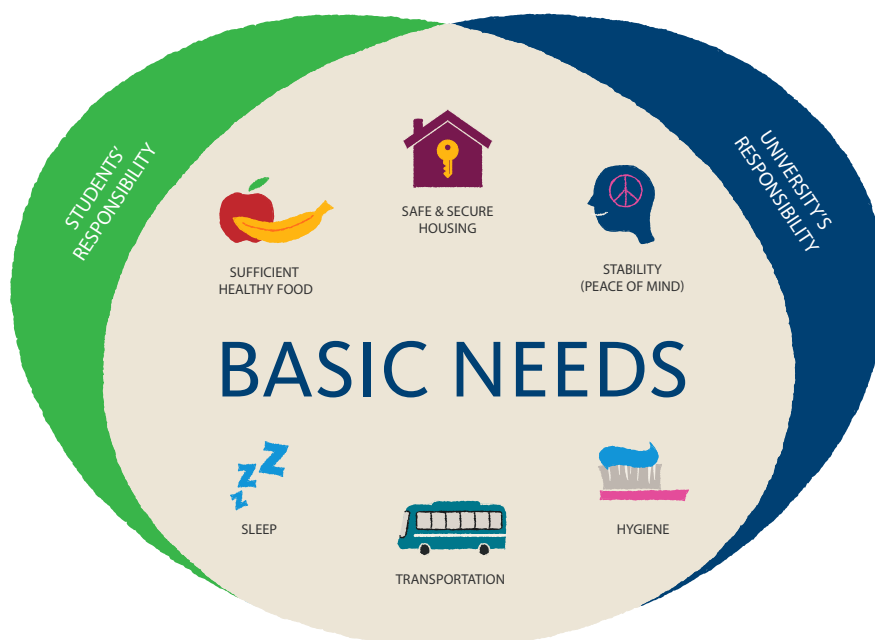 STUDENTS'
RESPONSIBILITY
UNIVERSITY'S
RESPONSIBILITY
SAFE & SECURE
HOUSING
SUFFICIENT
HEALTHY FOOD
STABILITY
(PEACE OF MIND)
BASIC NEEDS
SLEEP
TRANSPORTATION
HYGIENE